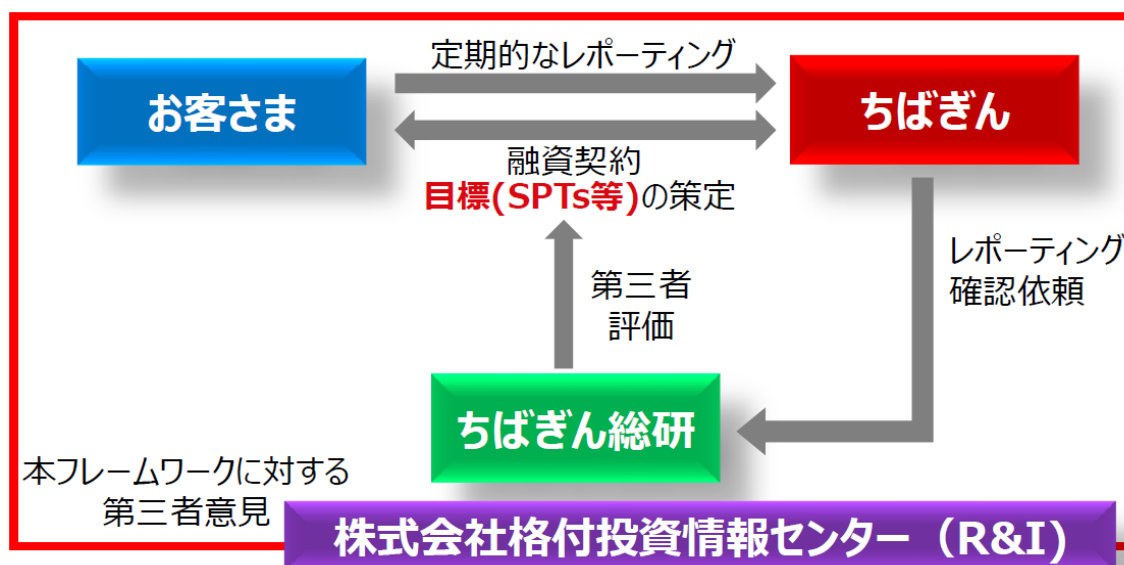 定期的なレポーティング
お客さま
ちばぎん
融資契約
目標(SPTs等)の策定
第三者
評価
レポーティング
確認依頼
ちばぎん総研
本フレームワークに対する
第三者意見
株式会社格付投資情報センター（R&I）